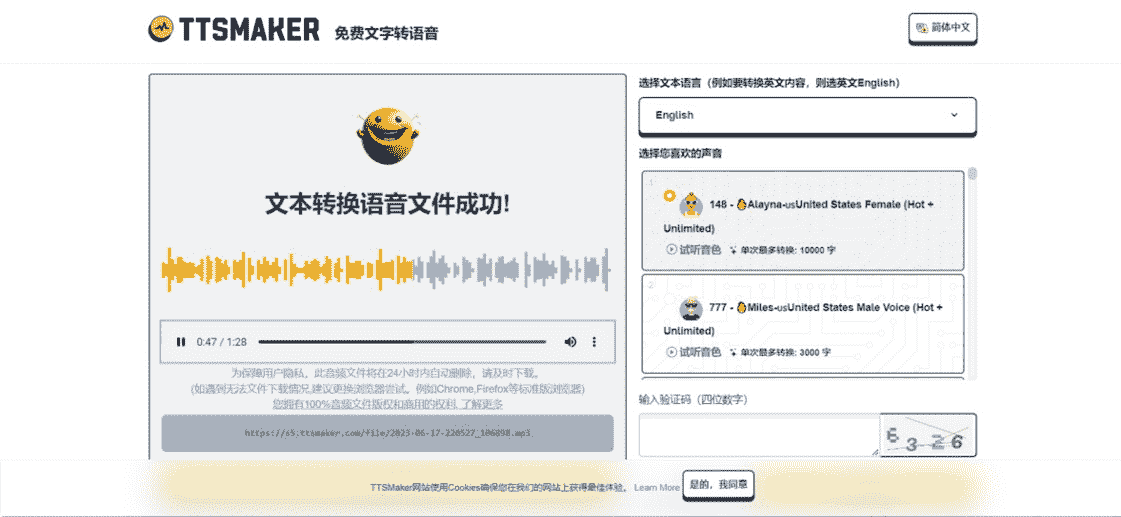 TTSMAKER 免费文字转语音
简体中文
文本转换语音文件成功!
0:47 / 1:28
为保障用户隐私，此音频文件将在24小时内自动删除，请及时下载。
(如遇到无法文件下载情况,建议更换浏览器尝试。例如Chrome,Firefox等标准版浏览器)
您拥有100%音频文件版权和商用的权利, 了解更多
https://s5.ttsmaker.com/file/2023-06-17-220527_106898.mp3
选择文本语言（例如要转换英文内容，则选英文English）
English
选择您喜欢的声音
1
148 - Alayna-usUnited States Female (Hot +
Unlimited)
试听音色 单次最多转换: 10000 字
2
777 - Miles-usUnited States Male Voice (Hot +
Unlimited)
试听音色 单次最多转换: 3000 字
输入验证码（四位数字）
6326
TTSMaker网站使用Cookies确保您在我们的网站上获得最佳体验。 Learn More 是的，我同意